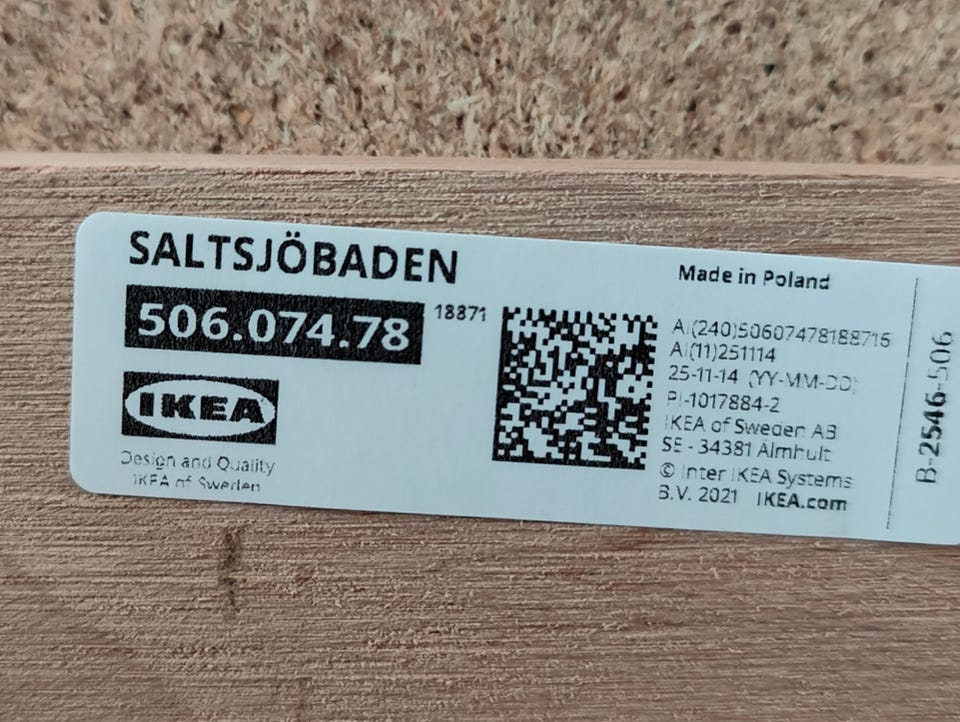 SALTSJÖBADEN
506.074.78
18871
IKEA
Design and Quality
IKEA of Sweden
Made in Poland
AI(240)50607478188716
AI(11)251114
25-11-14 (YY-MM-DD)
PI-1017884-2
IKEA of Sweden AB
SE - 34381 Älmhult
© Inter IKEA Systems
B.V. 2021 IKEA.com
B-2546-506